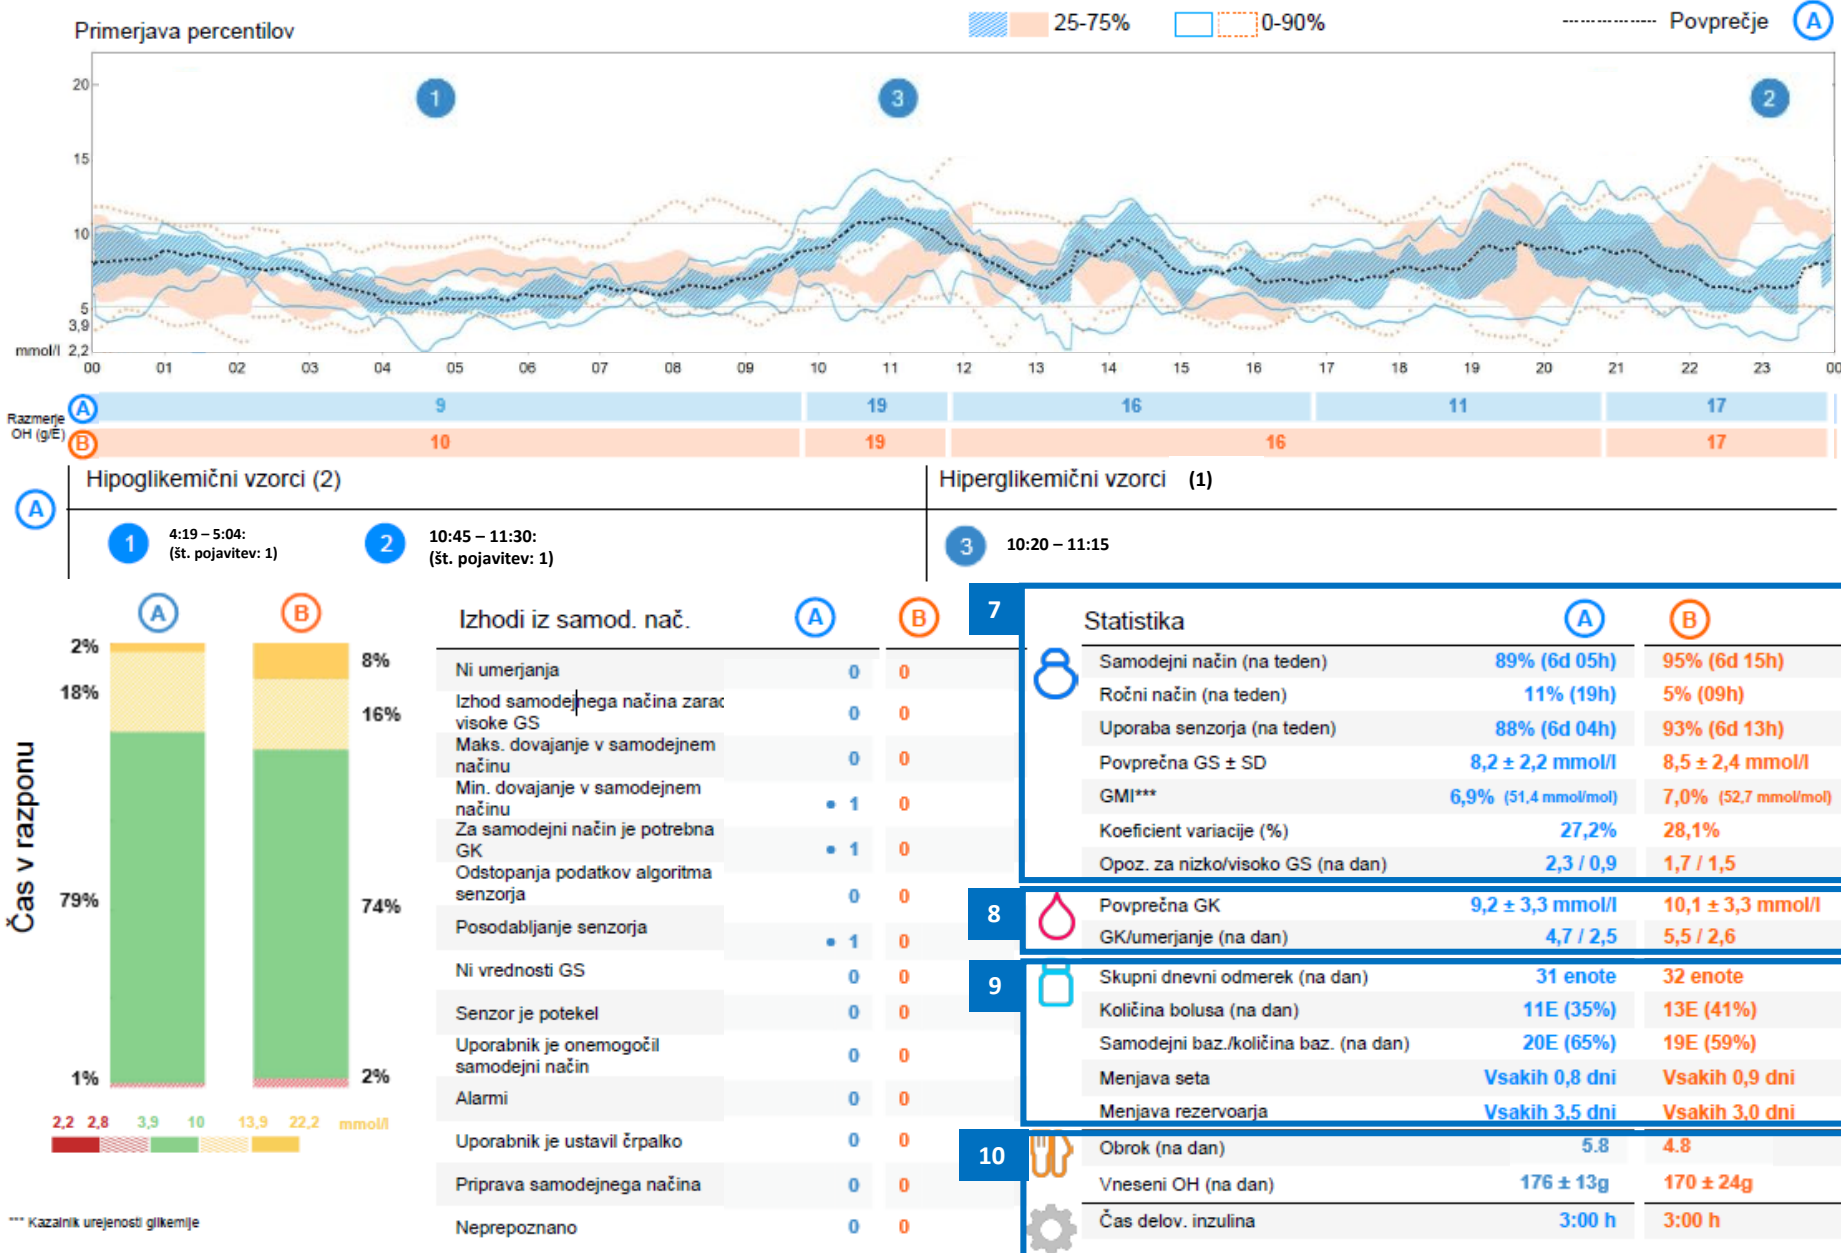 Primerjava percentilov
25-75%
0-90%
Povprečje
A
20
15
10
5
3,9
mmol/l 2,2
1
3
2
00 01 02 03 04 05 06 07 08 09 10 11 12 13 14 15 16 17 18 19 20 21 22 23 00
Razmerje
OH (g/E)
A 9 19 16 11 17
B 10 19 16 17
A
Hipoglikemični vzorci (2)
Hiperglikemični vzorci (1)
1
4:19 – 5:04:
(št. pojavitev: 1)
2
10:45 – 11:30:
(št. pojavitev: 1)
3
10:20 – 11:15
Čas v razponu
A B
2% 8%
18% 16%
79% 74%
1% 2%
2,2 2,8 3,9 10 13,9 22,2 mmol/l
*** Kazalnik urejenosti glikemije
Izhodi iz samod. nač. A B
Ni umerjanja 0 0
Izhod samodejnega načina zarac
visoke GS 0 0
Maks. dovajanje v samodejnem
načinu 0 0
Min. dovajanje v samodejnem
načinu • 1 0
Za samodejni način je potrebna
GK • 1 0
Odstopanja podatkov algoritma
senzorja 0 0
Posodabljanje senzorja • 1 0
Ni vrednosti GS 0 0
Senzor je potekel 0 0
Uporabnik je onemogočil
samodejni način 0 0
Alarmi 0 0
Uporabnik je ustavil črpalko 0 0
Priprava samodejnega načina 0 0
Neprepoznano 0 0
7
Statistika A B
Samodejni način (na teden) 89% (6d 05h) 95% (6d 15h)
Ročni način (na teden) 11% (19h) 5% (09h)
Uporaba senzorja (na teden) 88% (6d 04h) 93% (6d 13h)
Povprečna GS ± SD 8,2 ± 2,2 mmol/l 8,5 ± 2,4 mmol/l
GMI*** 6,9% (51,4 mmol/mol) 7,0% (52,7 mmol/mol)
Koeficient variacije (%) 27,2% 28,1%
Opoz. za nizko/visoko GS (na dan) 2,3 / 0,9 1,7 / 1,5
8
Povprečna GK 9,2 ± 3,3 mmol/l 10,1 ± 3,3 mmol/l
GK/umerjanje (na dan) 4,7 / 2,5 5,5 / 2,6
9
Skupni dnevni odmerek (na dan) 31 enote 32 enote
Količina bolusa (na dan) 11E (35%) 13E (41%)
Samodejni baz./količina baz. (na dan) 20E (65%) 19E (59%)
Menjava seta Vsakih 0,8 dni Vsakih 0,9 dni
Menjava rezervoarja Vsakih 3,5 dni Vsakih 3,0 dni
10
Obrok (na dan) 5.8 4.8
Vneseni OH (na dan) 176 ± 13g 170 ± 24g
Čas delov. inzulina 3:00 h 3:00 h